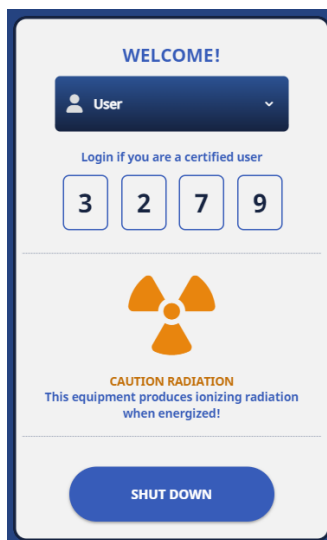 WELCOME!
User
Login if you are a certified user
3 2 7 9
CAUTION RADIATION
This equipment produces ionizing radiation
when energized!
SHUT DOWN